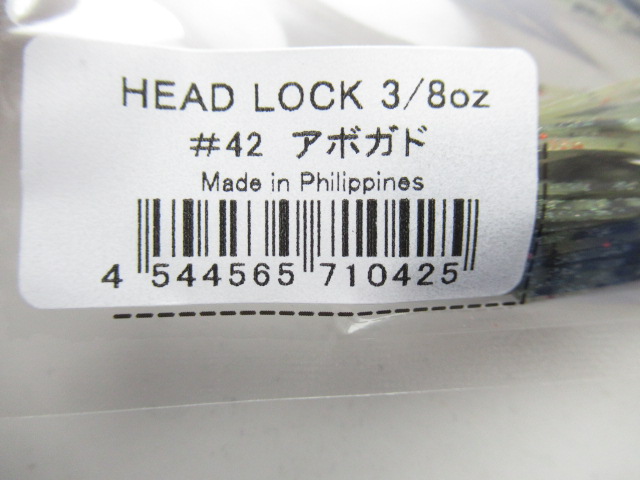 HEAD LOCK 3/8oz
#42 アボガド
Made in Philippines
4 544565 710425